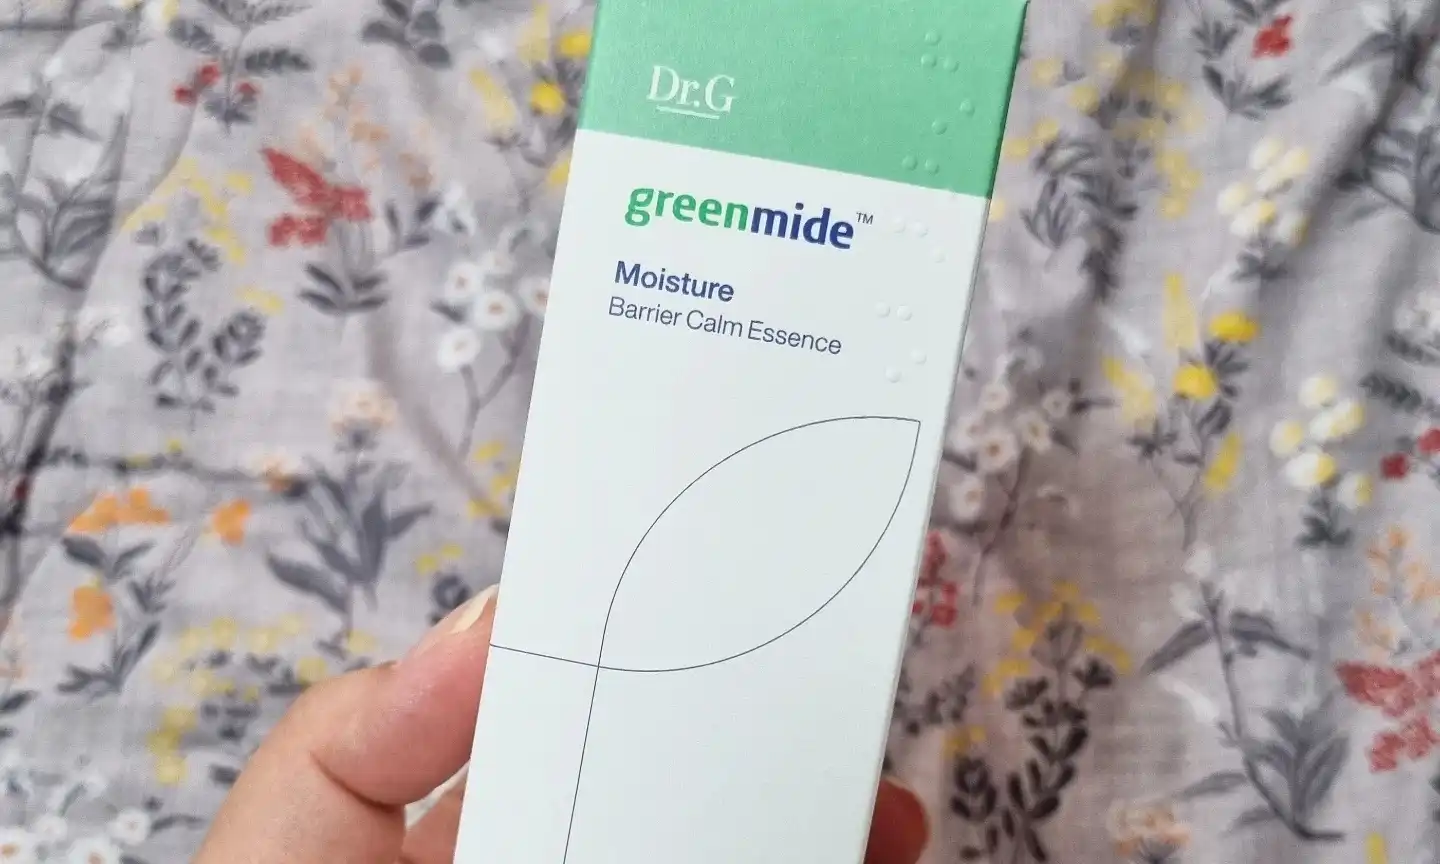 Dr.G
greenmide™
Moisture
Barrier Calm Essence